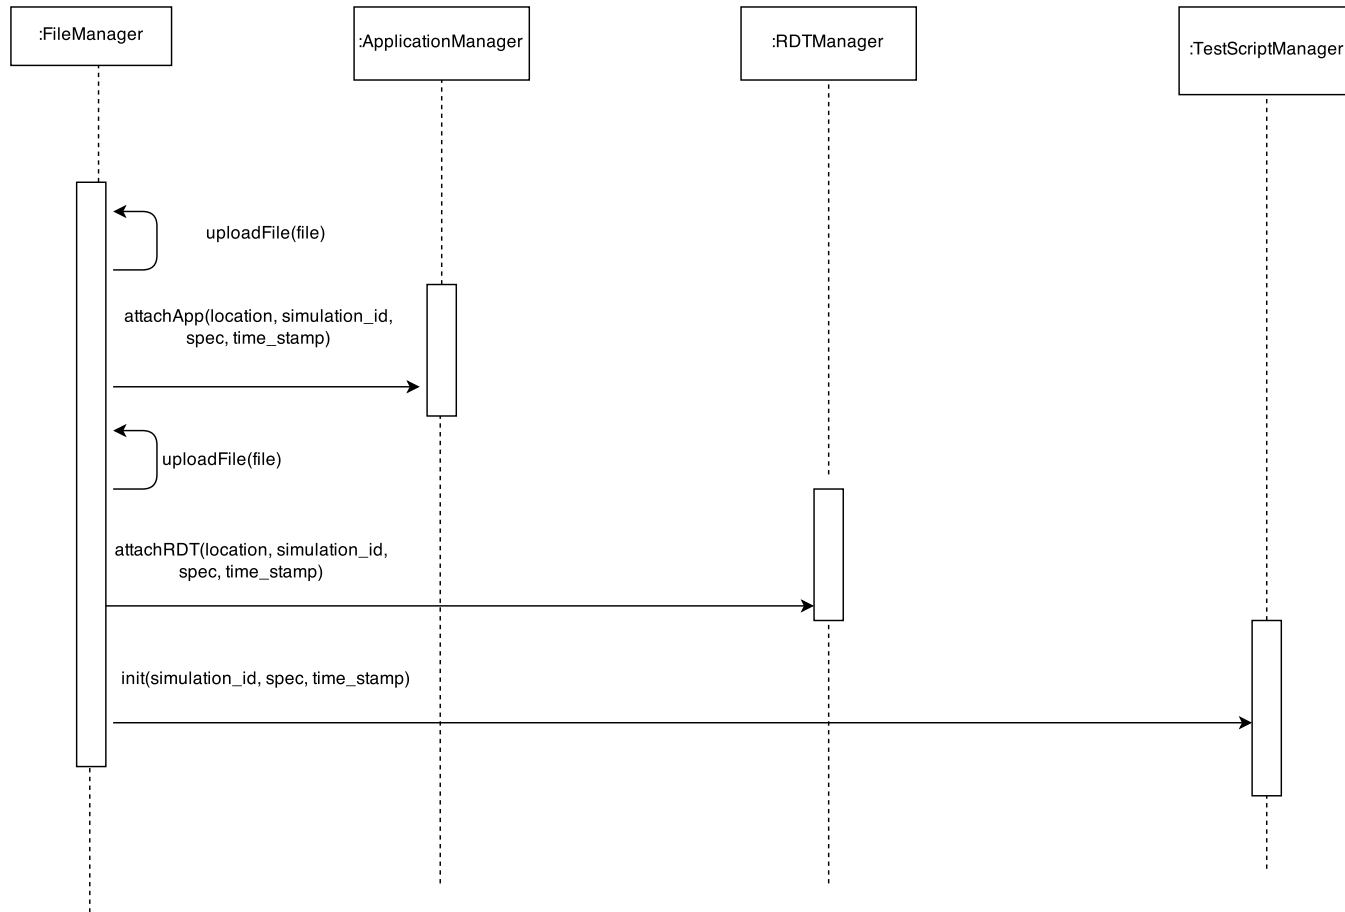 :FileManager
:ApplicationManager
:RDTManager
:TestScriptManager
uploadFile(file)
attachApp(location, simulation_id,
spec, time_stamp)
uploadFile(file)
attachRDT(location, simulation_id,
spec, time_stamp)
init(simulation_id, spec, time_stamp)